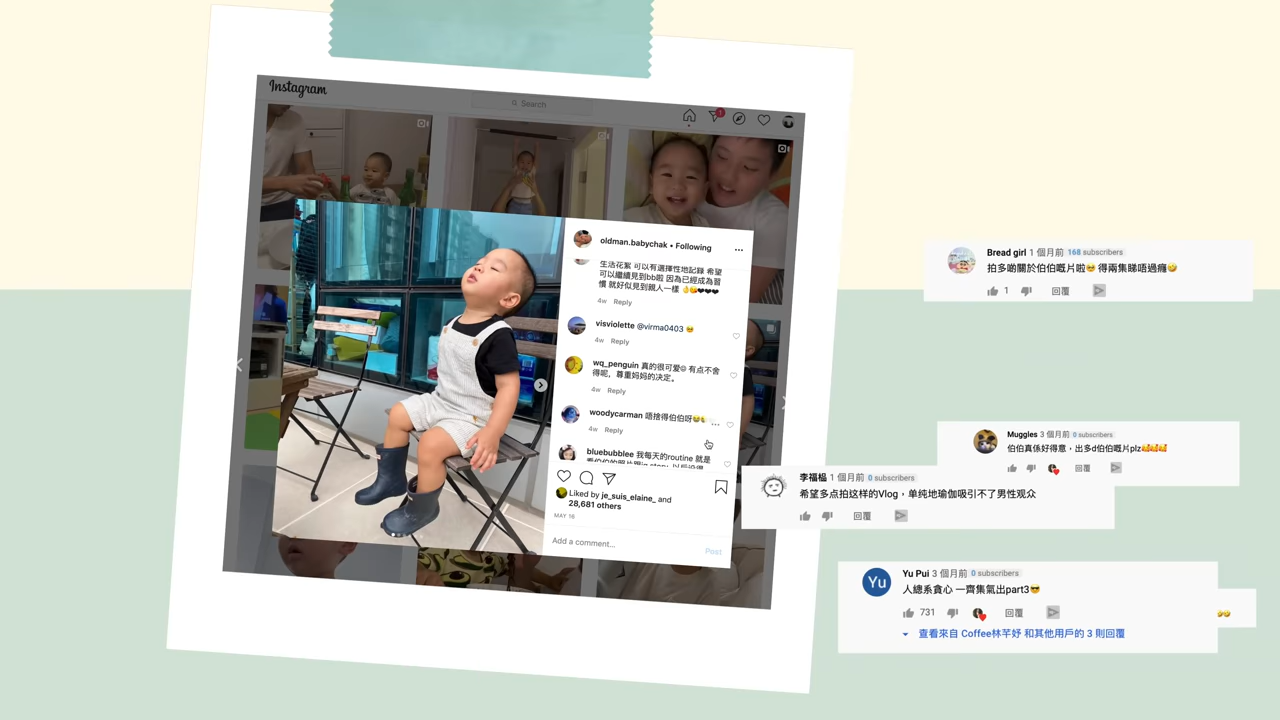 Instagram
Search
1
oldman.babychak • Following
生活花絮 可以有選擇性地記錄 希望
可以繼續見到bb啦 因為已經成為習
慣 就好似見到親人一樣 👌😘❤❤❤
4w Reply
visviolette @virma0403 🥺
4w Reply
wq_penguin 真的很可爱😍 有点不舍
得呢，尊重妈妈的决定。
4w Reply
woodycarman 唔捨得伯伯呀😭
4w Reply
bluebubblee 我每天的routine 就是
Liked by je_suis_elaine_ and
28,681 others
MAY 18
Add a comment...
Post
Bread girl 1 個月前 168 subscribers
拍多啲關於伯伯嘅片啦🥺 得兩集睇唔過癮🤣
1 回覆
Muggles 3 個月前 0 subscribers
伯伯真係好得意，出多d伯伯嘅片plz🥰🥰🥰
回覆
李福榀 1 個月前 0 subscribers
希望多点拍这样的Vlog，单纯地瑜伽吸引不了男性观众
回覆
Yu
Yu Pui 3 個月前 0 subscribers
人總系貪心 一齊集氣出part3😎
731 回覆
查看來自 Coffee林芊妤 和其他用戶的 3 則回覆